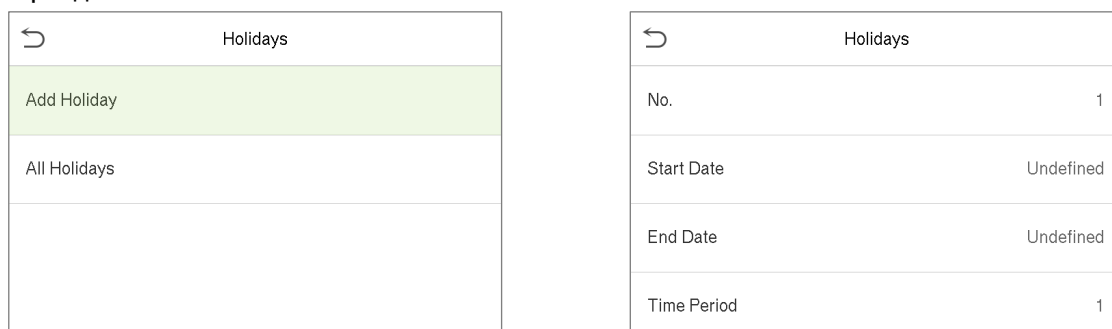 Holidays
Add Holiday
All Holidays
Holidays
No. 1
Start Date Undefined
End Date Undefined
Time Period 1